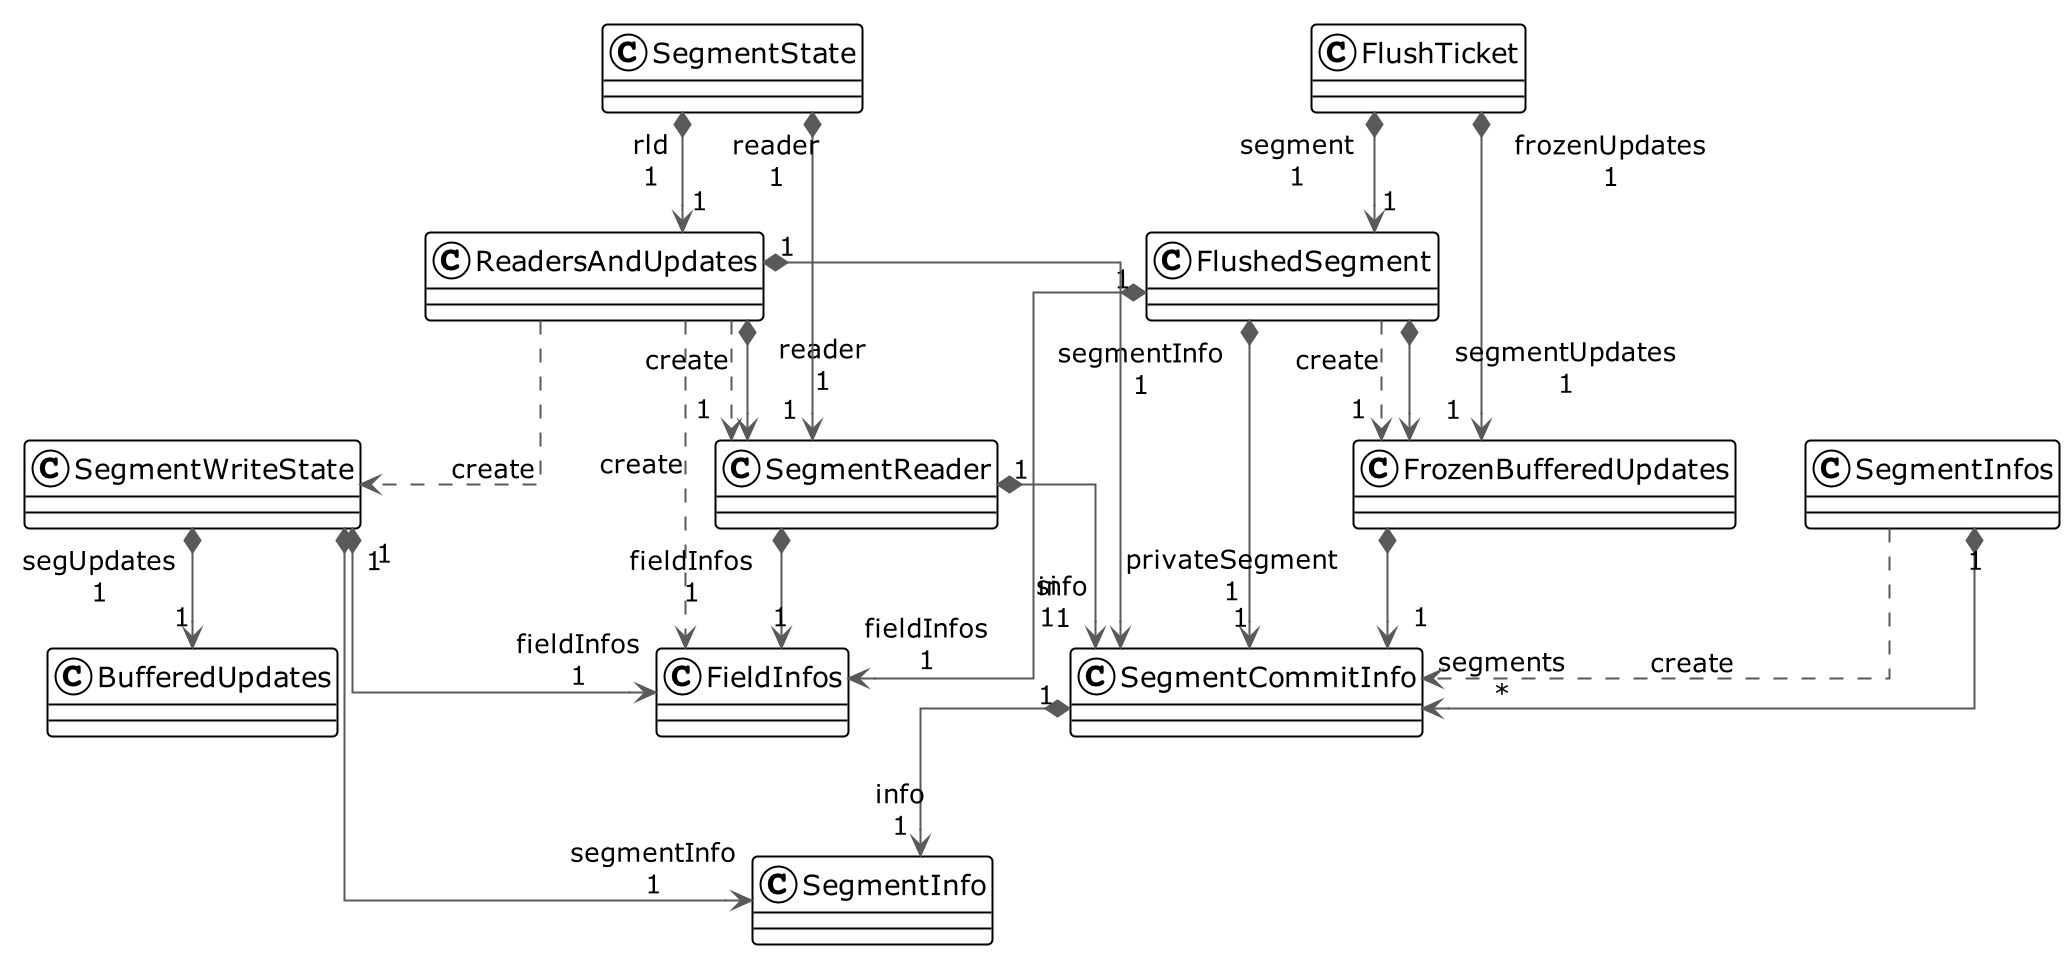 C SegmentState
C FlushTicket
rld
1
reader
1
segment
1
frozenUpdates
1
1
1
C ReadersAndUpdates
1
C FlushedSegment
1
create
reader
1
segmentInfo
1
create
segmentUpdates
1
1
1
1
1
C SegmentWriteState
create
create
C SegmentReader
1
C FrozenBufferedUpdates
C SegmentInfos
segUpdates
1
1
1
fieldInfos
1
si
info
1
1
privateSegment
1
1
1
1
1
1
fieldInfos
1
fieldInfos
1
C BufferedUpdates
C FieldInfos
C SegmentCommitInfo
segments
*
create
1
info
1
segmentInfo
1
C SegmentInfo